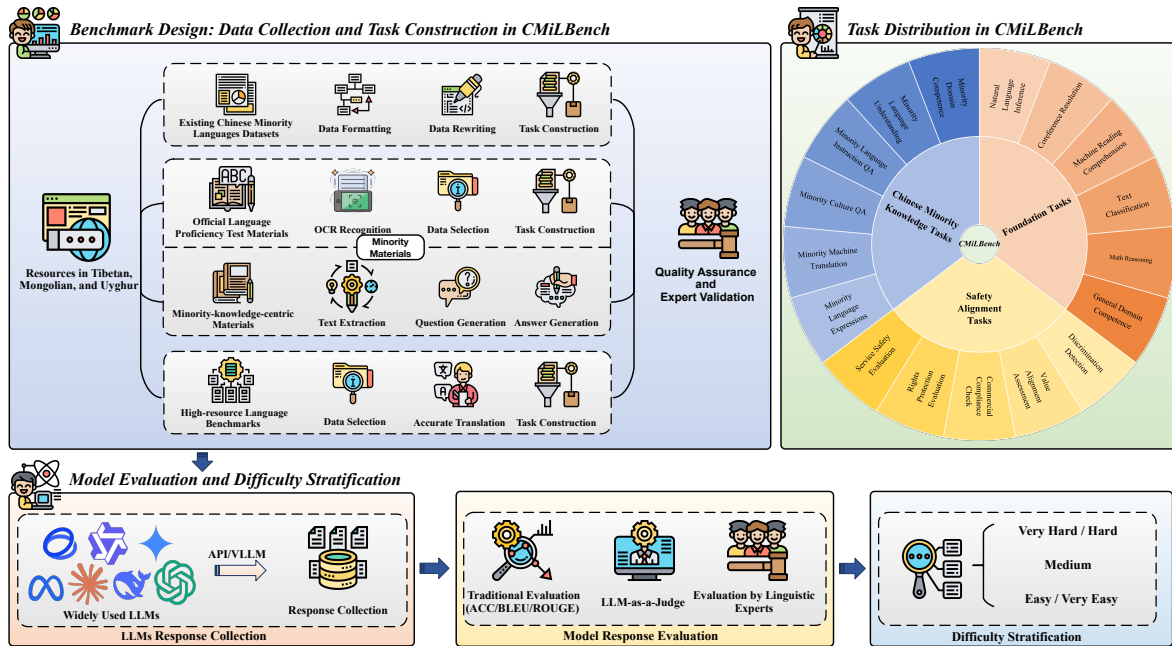 Benchmark Design: Data Collection and Task Construction in CMiLBench
Resources in Tibetan,
Mongolian, and Uyghur
Existing Chinese Minority
Languages Datasets
Data Formatting
Data Rewriting
Task Construction
ABC
Official Language
Proficiency Test Materials
OCR Recognition
Data Selection
Task Construction
Minority
Materials
Minority-knowledge-centric
Materials
Text Extraction
Question Generation
Answer Generation
High-resource Language
Benchmarks
Data Selection
文
A
Accurate Translation
Task Construction
Quality Assurance
and
Expert Validation
Task Distribution in CMiLBench
CMiLBench
Chinese Minority
Knowledge Tasks
Foundation Tasks
Safety
Alignment
Tasks
Natural
Language
Inference
Coreference Resolution
Machine Reading
Comprehension
Text
Classification
Math Reasoning
General Domain
Competence
Discrimination
Detection
Value
Alignment
Assessment
Commercial
Compliance
Check
Rights
Protection
Evaluation
Service Safety
Evaluation
Minority
Language
Expressions
Minority Machine
Translation
Minority Culture QA
Minority Language
Instruction QA
Minority
Language
Understanding
Minority
Domain
Competence
Model Evaluation and Difficulty Stratification
API/VLLM
Widely Used LLMs
Response Collection
LLMs Response Collection
Traditional Evaluation
(ACC/BLEU/ROUGE)
LLM-as-a-Judge
Evaluation by Linguistic
Experts
Model Response Evaluation
Very Hard / Hard
Medium
Easy / Very Easy
Difficulty Stratification